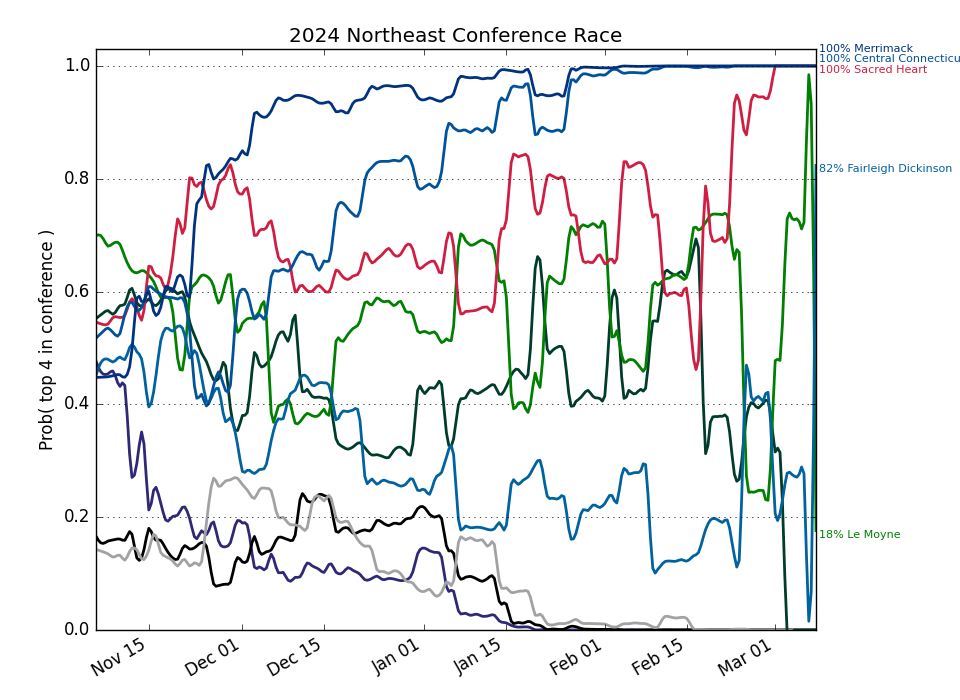 2024 Northeast Conference Race
100% Merrimack
100% Central Connecticu
100% Sacred Heart
82% Fairleigh Dickinson
18% Le Moyne
Prob( top 4 in conference )
1.0
0.8
0.6
0.4
0.2
0.0
Nov 15
Dec 01
Dec 15
Jan 01
Jan 15
Feb 01
Feb 15
Mar 01